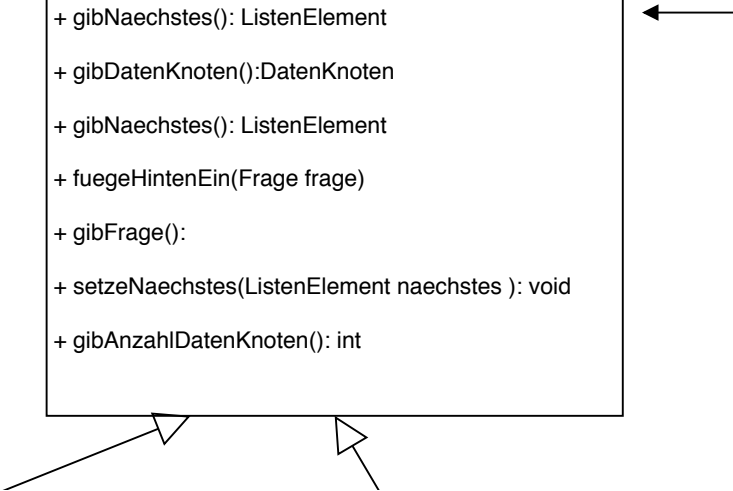 + gibNaechstes(): ListenElement
+ gibDatenKnoten():DatenKnoten
+ gibNaechstes(): ListenElement
+ fuegeHintenEin(Frage frage)
+ gibFrage():
+ setzeNaechstes(ListenElement naechstes ): void
+ gibAnzahlDatenKnoten(): int